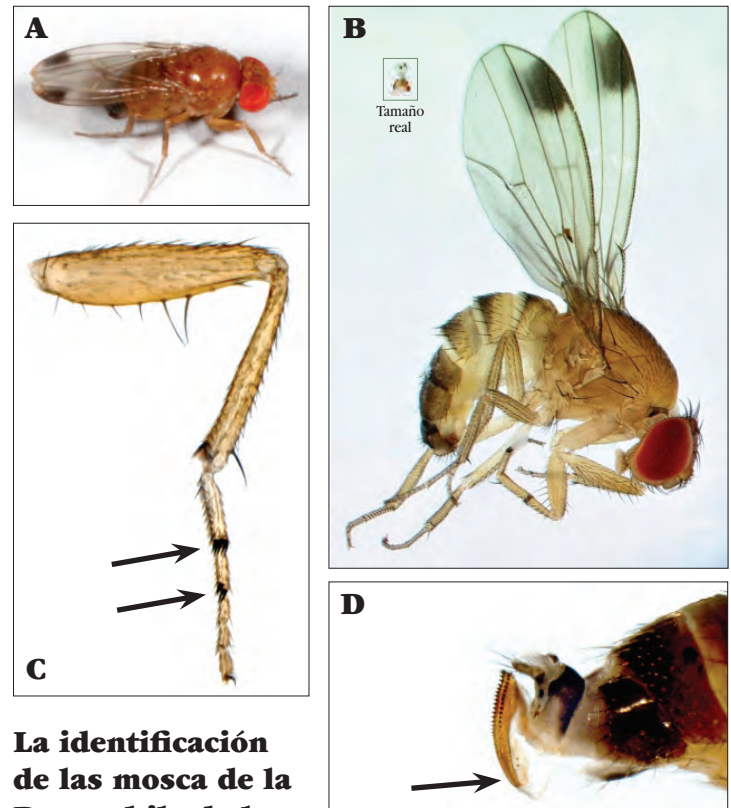 A
B
Tamaño
real
C
D
La identificación
de las mosca de la